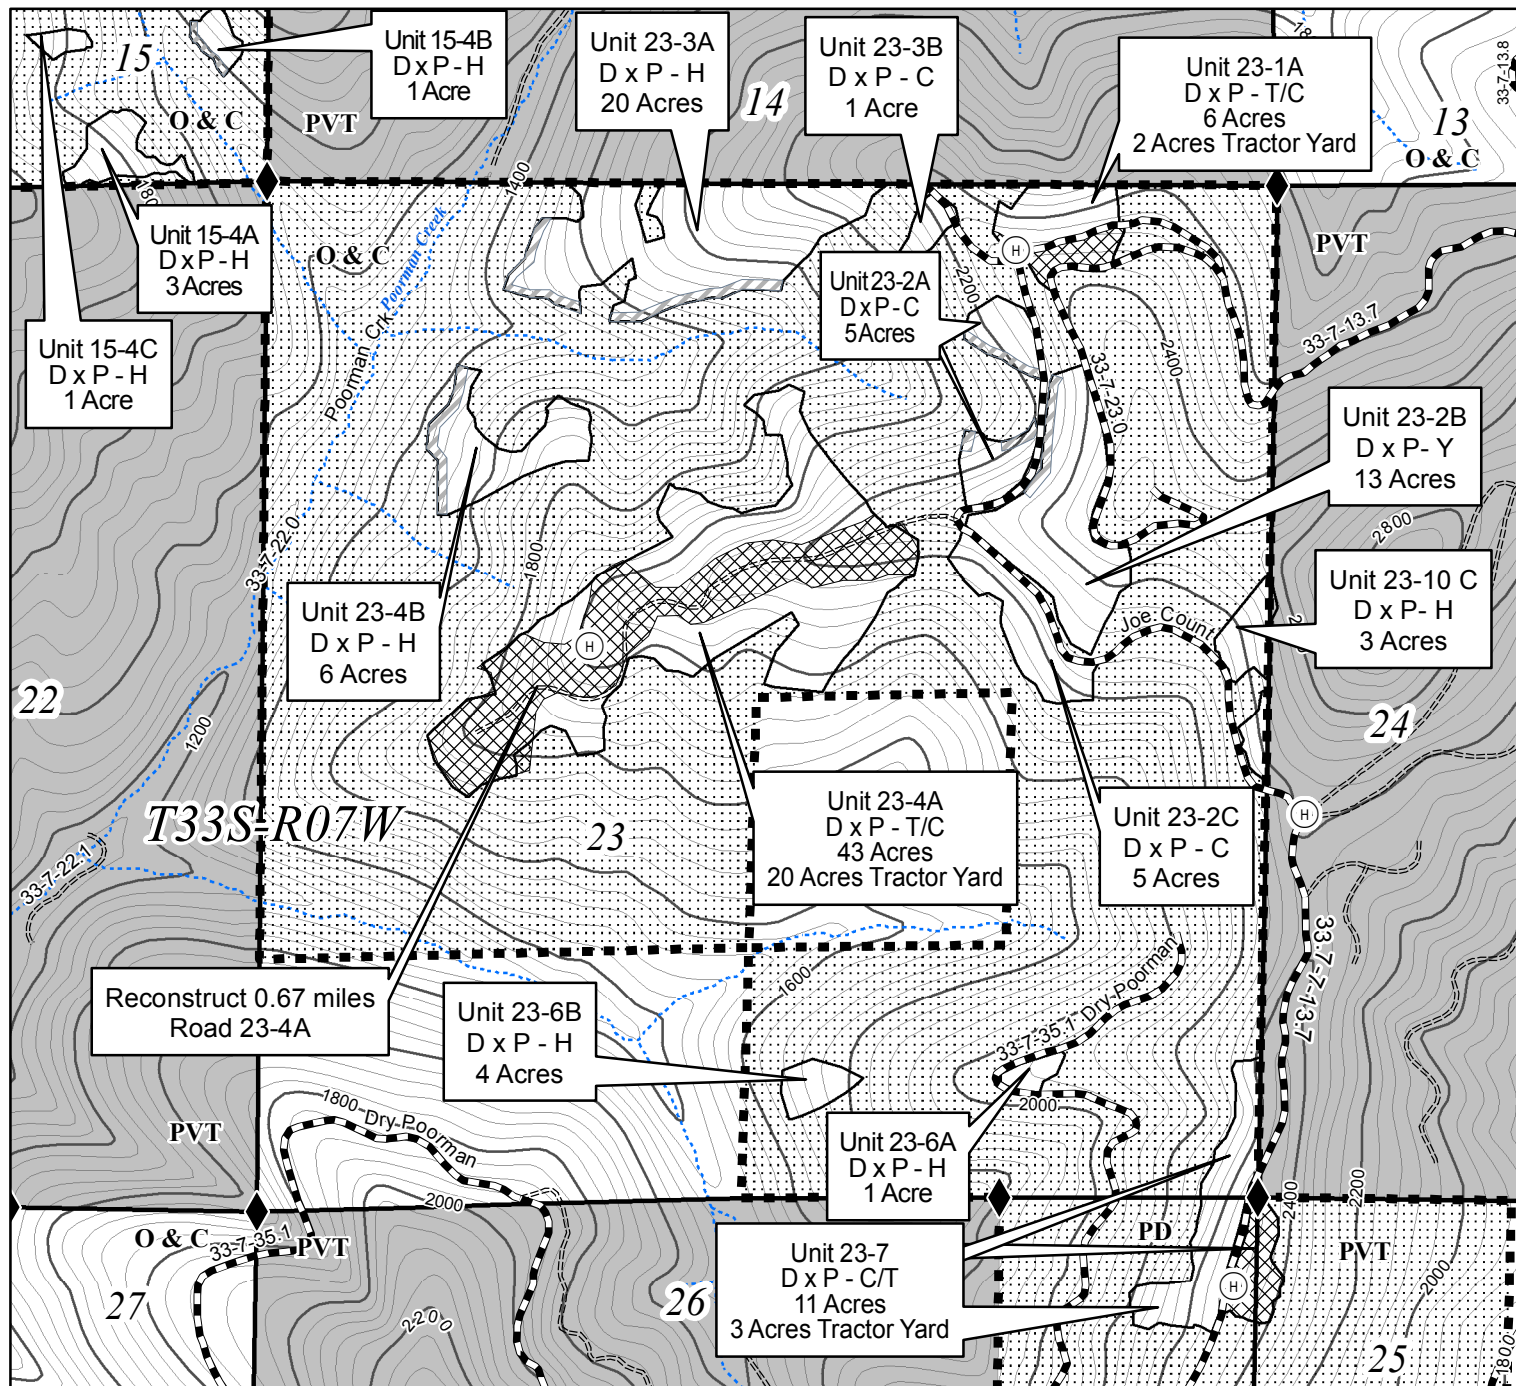 15
Unit 15-4B
D x P - H
1 Acre
Unit 23-3A
D x P - H
20 Acres
14
Unit 23-3B
D x P - C
1 Acre
Unit 23-1A
D x P - T/C
6 Acres
2 Acres Tractor Yard
33-7-13.8
13
O & C
O & C
PVT
1400
Unit 15-4A
D x P - H
3 Acres
O & C
Poorman Creek
Poorman Crk
2200
H
Unit 23-2A
D x P - C
5 Acres
PVT
33-7-13.7
Unit 15-4C
D x P - H
1 Acre
2400
33-7-23.0
Unit 23-2B
D x P - Y
13 Acres
33-7-22.0
1800
2800
Unit 23-4B
D x P - H
6 Acres
H
Joe Count
Unit 23-10 C
D x P - H
3 Acres
22
1200
24
T33S-R07W
23
Unit 23-4A
D x P - T/C
43 Acres
20 Acres Tractor Yard
Unit 23-2C
D x P - C
5 Acres
H
33-7-22.1
33-7-7-13.7
Reconstruct 0.67 miles
Road 23-4A
Unit 23-6B
D x P - H
4 Acres
1600
33-7-35.1 Dry Poorman
2000
1800 Dry Poorman
PVT
Unit 23-6A
D x P - H
1 Acre
2000
2400
2200
O & C
33-7-35.1
PVT
Unit 23-7
D x P - C/T
11 Acres
3 Acres Tractor Yard
PD
PVT
H
2000
27
2200
26
25
1800